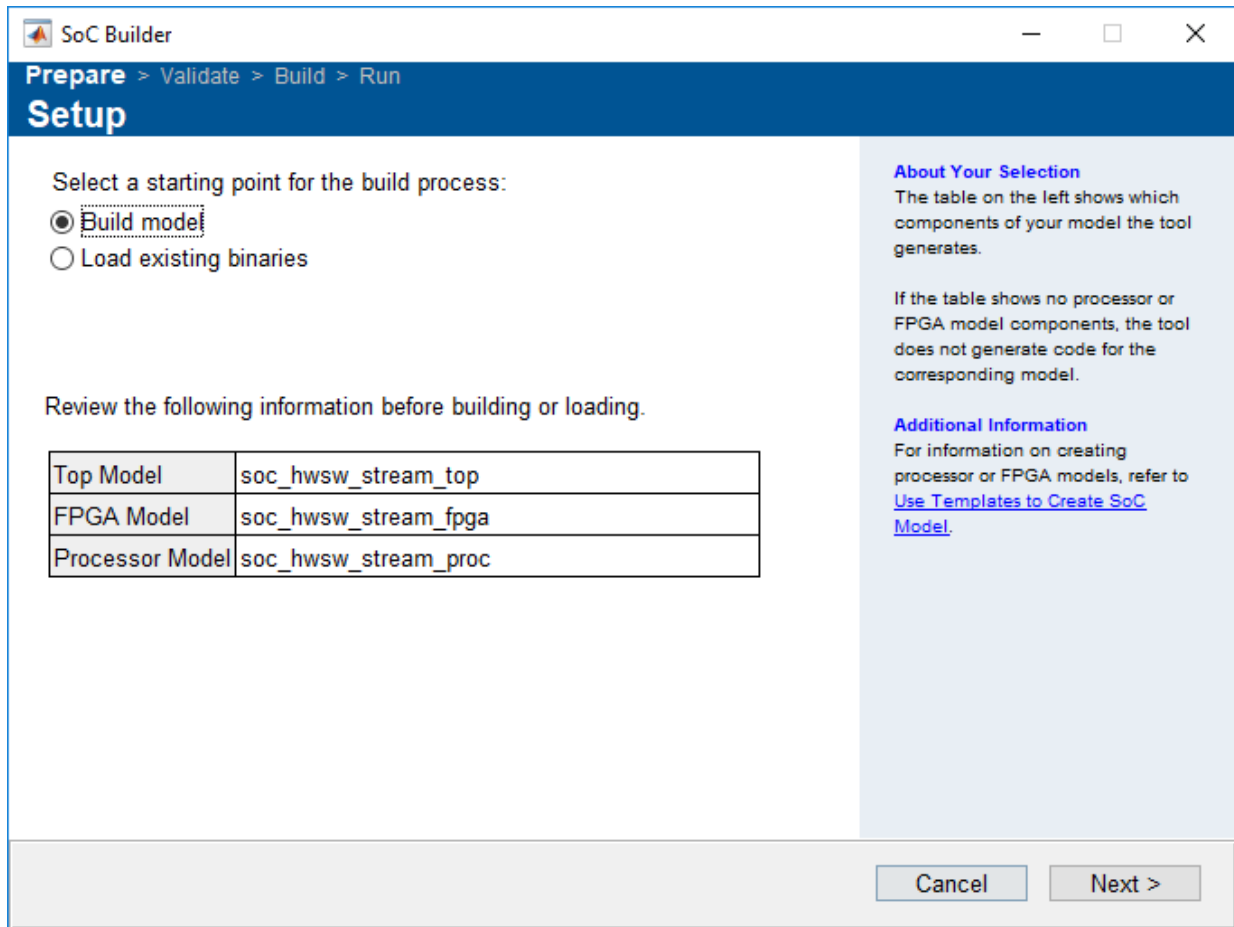 SoC Builder
Prepare > Validate > Build > Run
Setup
Select a starting point for the build process:
Build model
Load existing binaries
Review the following information before building or loading.
Top Model soc_hwsw_stream_top
FPGA Model soc_hwsw_stream_fpga
Processor Model soc_hwsw_stream_proc
About Your Selection
The table on the left shows which
components of your model the tool
generates.
If the table shows no processor or
FPGA model components, the tool
does not generate code for the
corresponding model.
Additional Information
For information on creating
processor or FPGA models, refer to
Use Templates to Create SoC
Model.
Cancel Next >